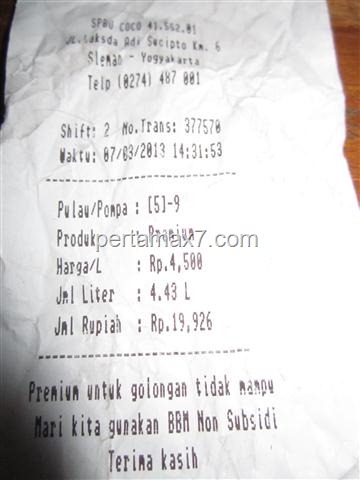 SPBU COCO 41.552.01
JL.Laksda Adi Sucipto Km. 6
Sleman - Yogyakarta
Telp (0274) 487 001
Shift: 2 No.Trans: 377570
Waktu: 07/03/2013 14:31:53
Pulau/Pompa : [5]-9
Produk : Premium
pertamax7.com
Harga/L : Rp.4,500
Jml Liter : 4.43 L
Jml Rupiah : Rp.19,926
Premium untuk golongan tidak mampu
Mari kita gunakan BBM Non Subsidi
Terima kasih